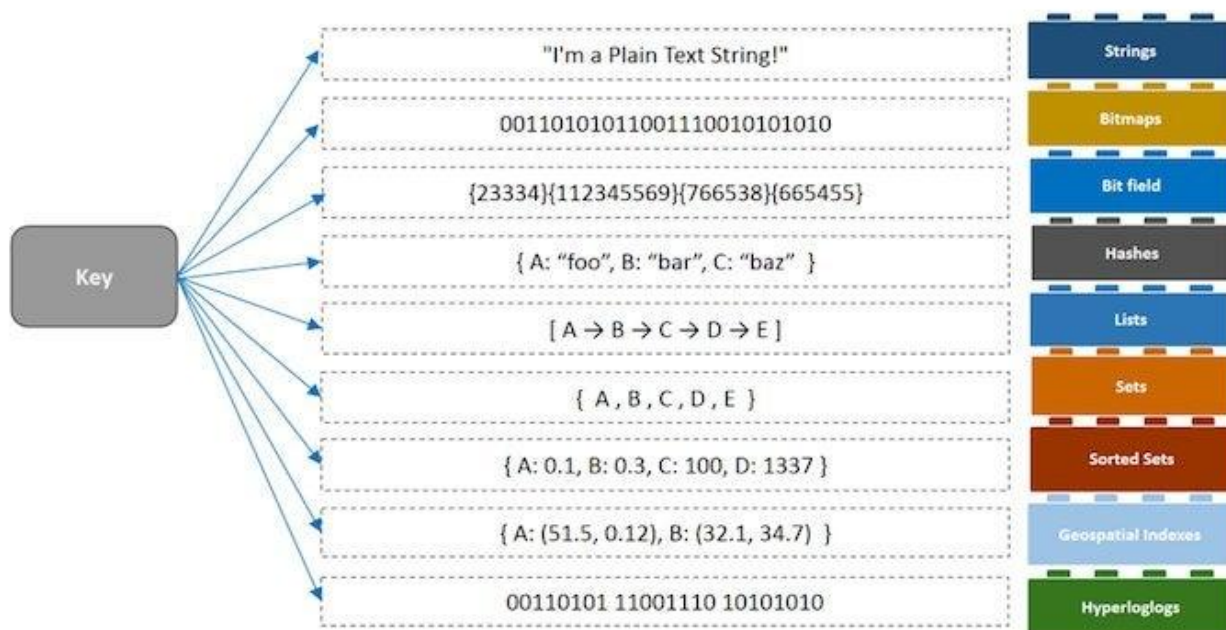 "I'm a Plain Text String!"
Strings
00110101011001110010101010
Bitmaps
{23334}{112345569}{766538}{665455}
Bit field
Key
{ A: “foo”, B: “bar”, C: “baz” }
Hashes
[ A → B → C → D → E ]
Lists
{ A , B , C , D , E }
Sets
{ A: 0.1, B: 0.3, C: 100, D: 1337 }
Sorted Sets
{ A: (51.5, 0.12), B: (32.1, 34.7) }
Geospatial Indexes
00110101 11001110 10101010
Hyperloglogs